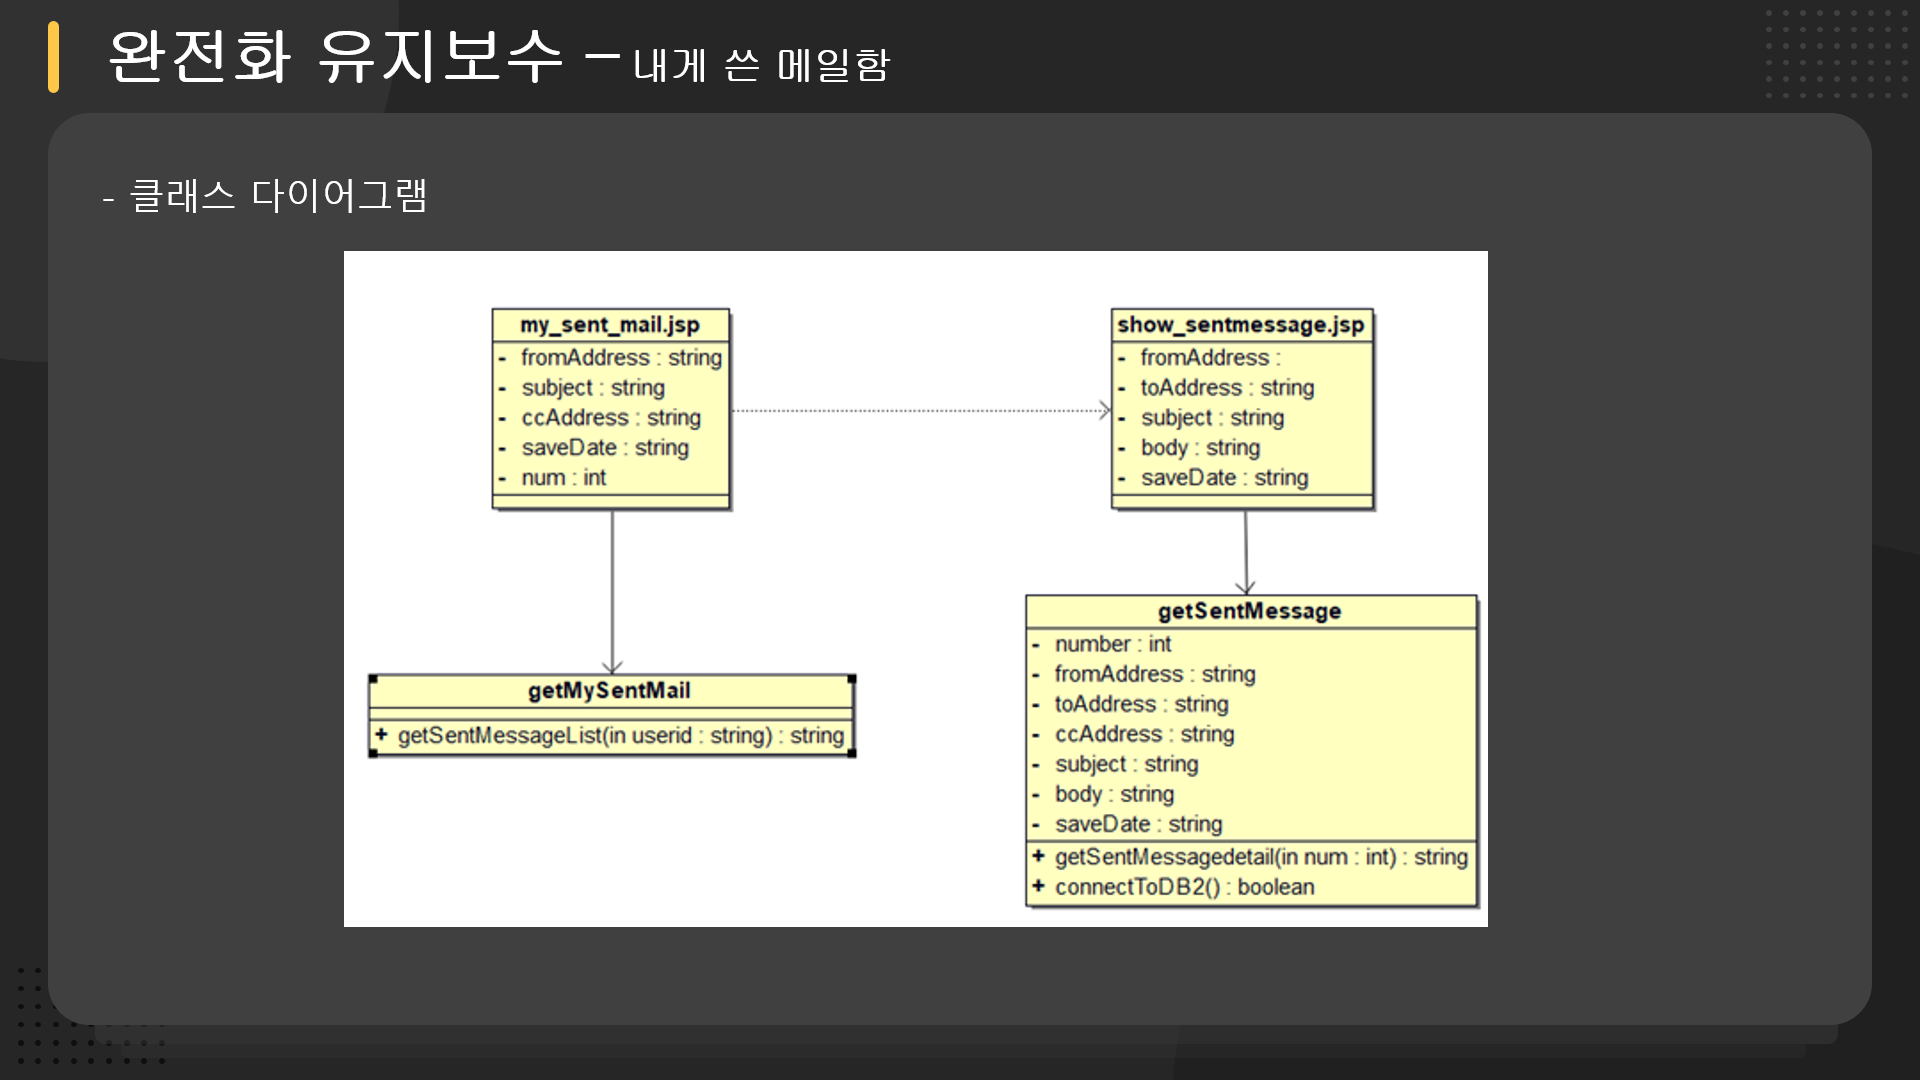 완전화 유지보수 – 내게 쓴 메일함
- 클래스 다이어그램
my_sent_mail.jsp
- fromAddress : string
- subject : string
- ccAddress : string
- saveDate : string
- num : int
show_sentmessage.jsp
- fromAddress :
- toAddress : string
- subject : string
- body : string
- saveDate : string
getMySentMail
+ getSentMessageList(in userid : string) : string
getSentMessage
- number : int
- fromAddress : string
- toAddress : string
- ccAddress : string
- subject : string
- body : string
- saveDate : string
+ getSentMessagedetail(in num : int) : string
+ connectToDB2() : boolean